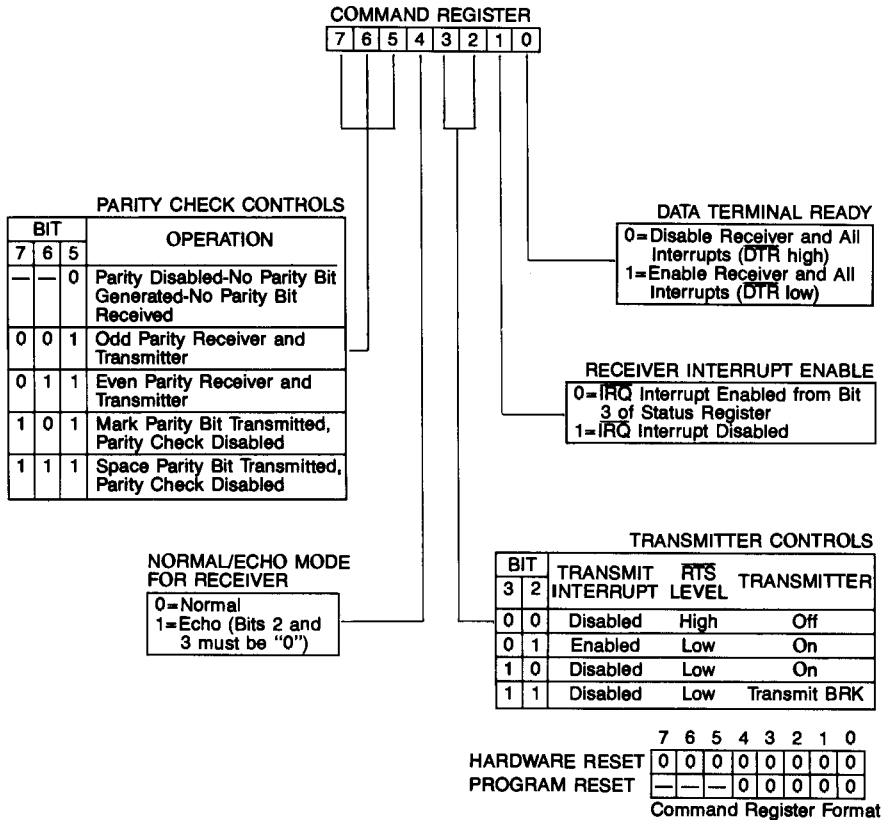 COMMAND REGISTER
7 6 5 4 3 2 1 0
PARITY CHECK CONTROLS
BIT OPERATION
7 6 5
— — 0 Parity Disabled-No Parity Bit
Generated-No Parity Bit
Received
0 0 1 Odd Parity Receiver and
Transmitter
0 1 1 Even Parity Receiver and
Transmitter
1 0 1 Mark Parity Bit Transmitted,
Parity Check Disabled
1 1 1 Space Parity Bit Transmitted,
Parity Check Disabled
DATA TERMINAL READY
0=Disable Receiver and All
Interrupts (D̅T̅R̅ high)
1=Enable Receiver and All
Interrupts (D̅T̅R̅ low)
RECEIVER INTERRUPT ENABLE
0=I̅R̅Q̅ Interrupt Enabled from Bit
3 of Status Register
1=I̅R̅Q̅ Interrupt Disabled
NORMAL/ECHO MODE
FOR RECEIVER
0=Normal
1=Echo (Bits 2 and
3 must be “0”)
TRANSMITTER CONTROLS
BIT TRANSMIT R̅T̅S̅ TRANSMITTER
3 2 INTERRUPT LEVEL
0 0 Disabled High Off
0 1 Enabled Low On
1 0 Disabled Low On
1 1 Disabled Low Transmit BRK
7 6 5 4 3 2 1 0
HARDWARE RESET 0 0 0 0 0 0 0 0
PROGRAM RESET — — — 0 0 0 0 0
Command Register Format